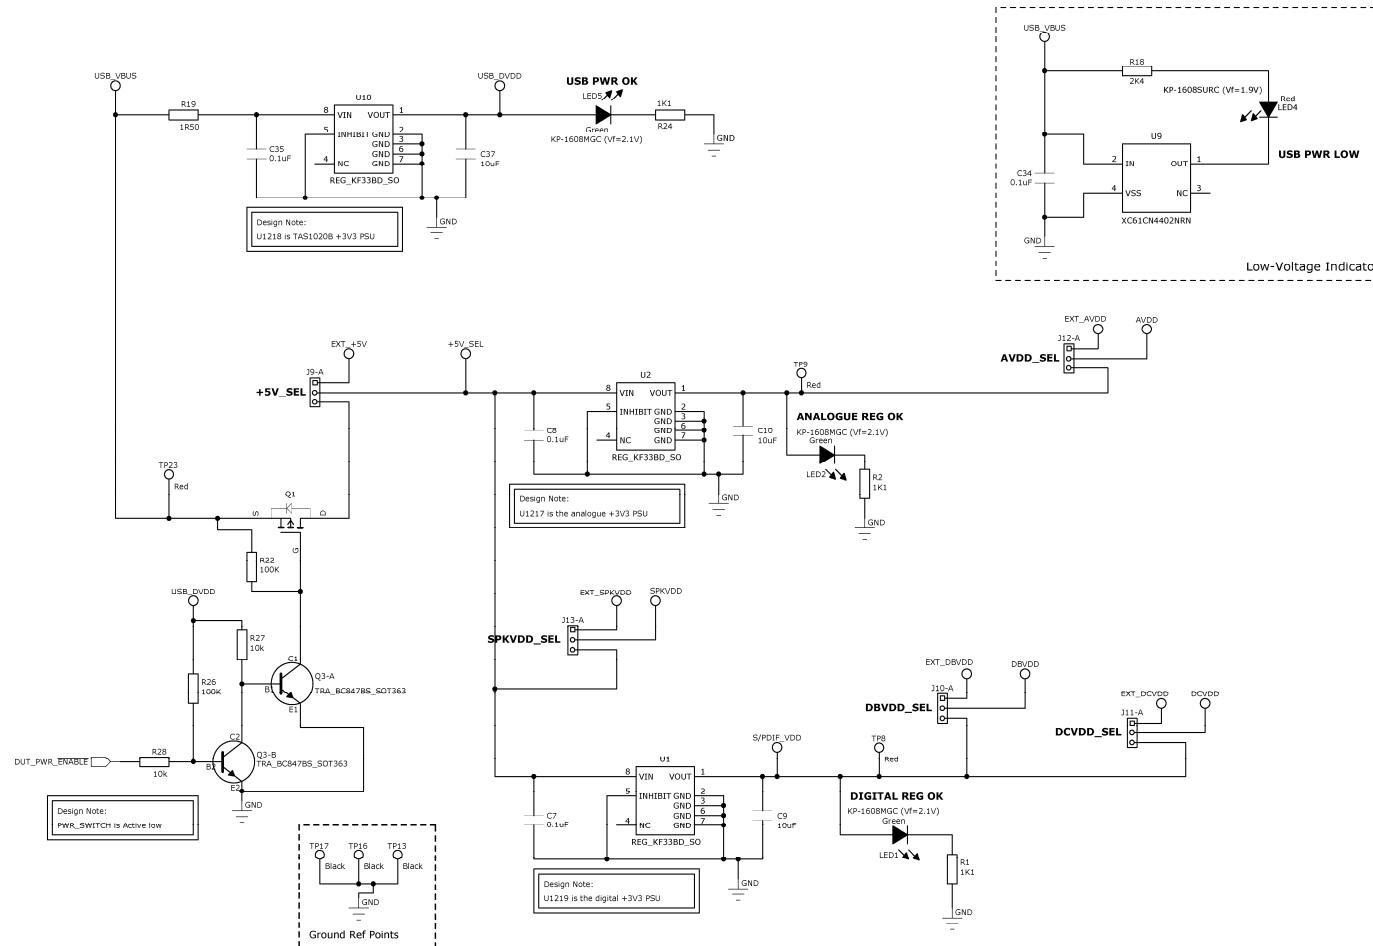 USB_VBUS
R19
1R50
C35
0.1uF
U10
8 VIN VOUT 1
5 INHIBIT GND 2
GND 3
GND 6
4 NC GND 7
REG_KF33BD_SO
C37
10uF
USB_DVDD
USB PWR OK
LED5
Green
KP-1608MGC (Vf=2.1V)
1K1
R24
GND
GND
Design Note:
U1218 is TAS1020B +3V3 PSU
USB_VBUS
R18
2K4
KP-1608SURC (Vf=1.9V)
Red
LED4
U9
2 IN OUT 1
4 VSS NC 3
XC61CN4402NRN
C34
0.1uF
GND
USB PWR LOW
Low-Voltage Indicato
EXT_+5V
J9-A
+5V_SEL
+5V_SEL
C8
0.1uF
U2
8 VIN VOUT 1
5 INHIBIT GND 2
GND 3
GND 6
4 NC GND 7
REG_KF33BD_SO
C10
10uF
GND
Design Note:
U1217 is the analogue +3V3 PSU
TP9
Red
ANALOGUE REG OK
KP-1608MGC (Vf=2.1V)
Green
LED2
R2
1K1
GND
EXT_AVDD
AVDD
J12-A
AVDD_SEL
TP23
Red
Q1
S
D
G
R22
100K
USB_DVDD
R27
10k
R26
100K
C1
Q3-A
B1
TRA_BC847BS_SOT363
E1
C2
Q3-B
B2
TRA_BC847BS_SOT363
E2
R28
10k
DUT_PWR_ENABLE
GND
Design Note:
PWR_SWITCH is Active low
EXT_SPKVDD
SPKVDD
J13-A
SPKVDD_SEL
EXT_DBVDD
DBVDD
J10-A
DBVDD_SEL
EXT_DCVDD
DCVDD
J11-A
DCVDD_SEL
S/PDIF_VDD
TP8
Red
C7
0.1uF
U1
8 VIN VOUT 1
5 INHIBIT GND 2
GND 3
GND 6
4 NC GND 7
REG_KF33BD_SO
C9
10uF
GND
DIGITAL REG OK
KP-1608MGC (Vf=2.1V)
Green
LED1
R1
1K1
GND
Design Note:
U1219 is the digital +3V3 PSU
TP17
TP16
TP13
Black
Black
Black
GND
Ground Ref Points